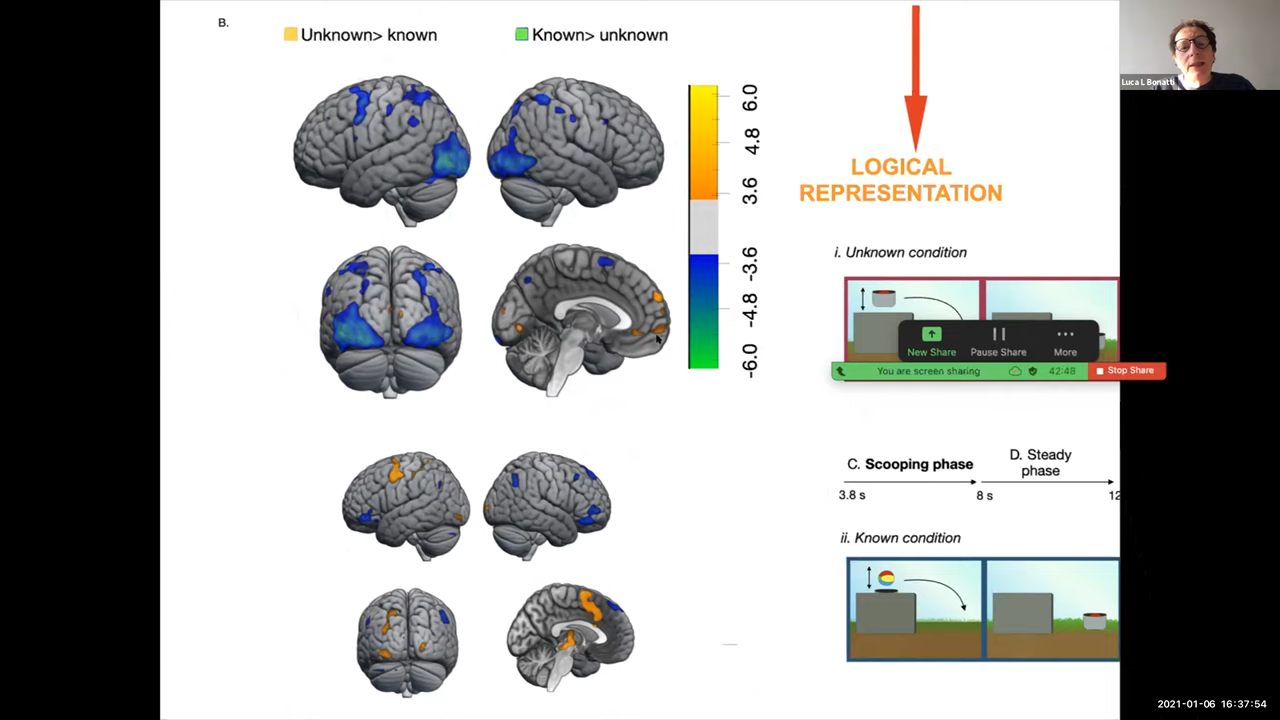 B.
Unknown> known
Known> unknown
6.0
4.8
3.6
-3.6
-4.8
-6.0
LOGICAL
REPRESENTATION
Luca L Bonatti
i. Unknown condition
New Share
Pause Share
More
You are screen sharing
42:48
Stop Share
C. Scooping phase
D. Steady
phase
3.8 s
8 s
12
ii. Known condition
2021-01-06 16:37:54